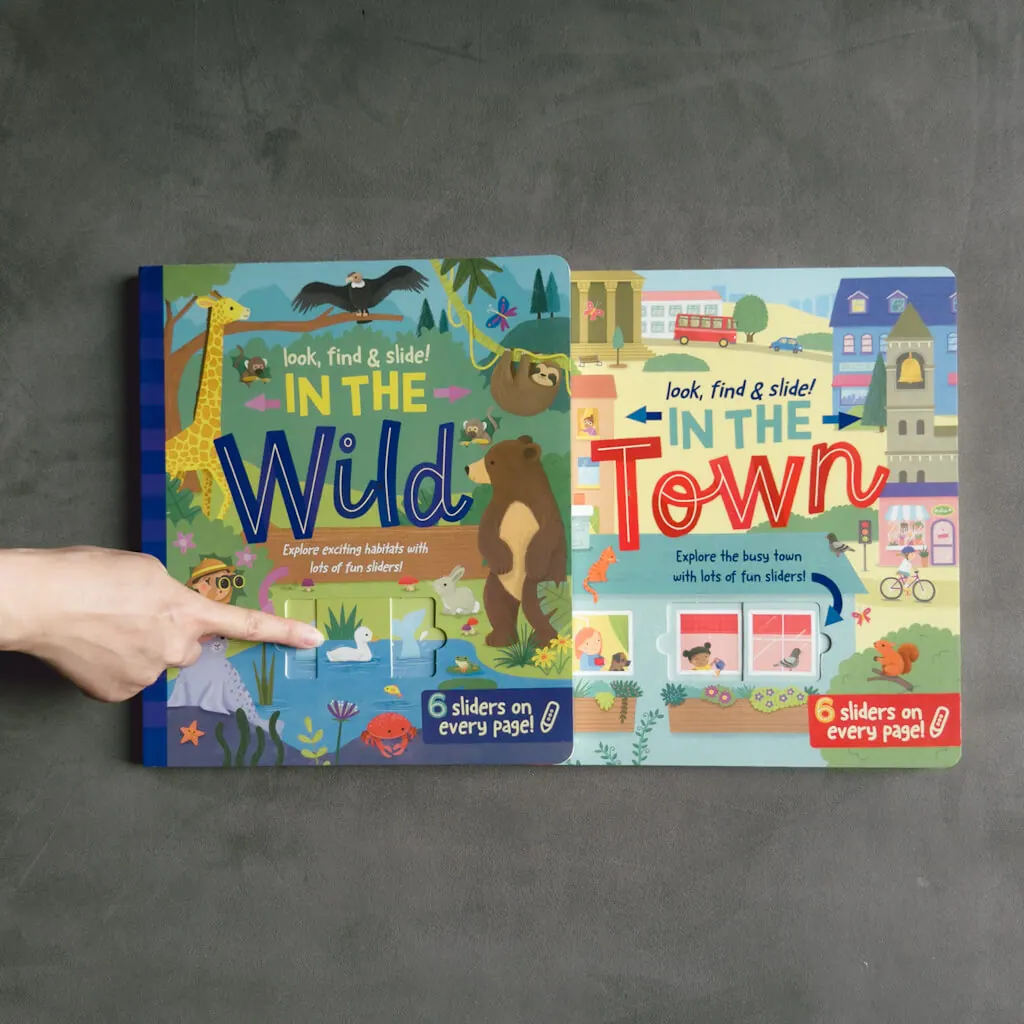 look, find & slide!
IN THE
Wild
Explore exciting habitats with
lots of fun sliders!
6 sliders on
every page!
look, find & slide!
IN THE
Town
Explore the busy town
with lots of fun sliders!
6 sliders on
every page!